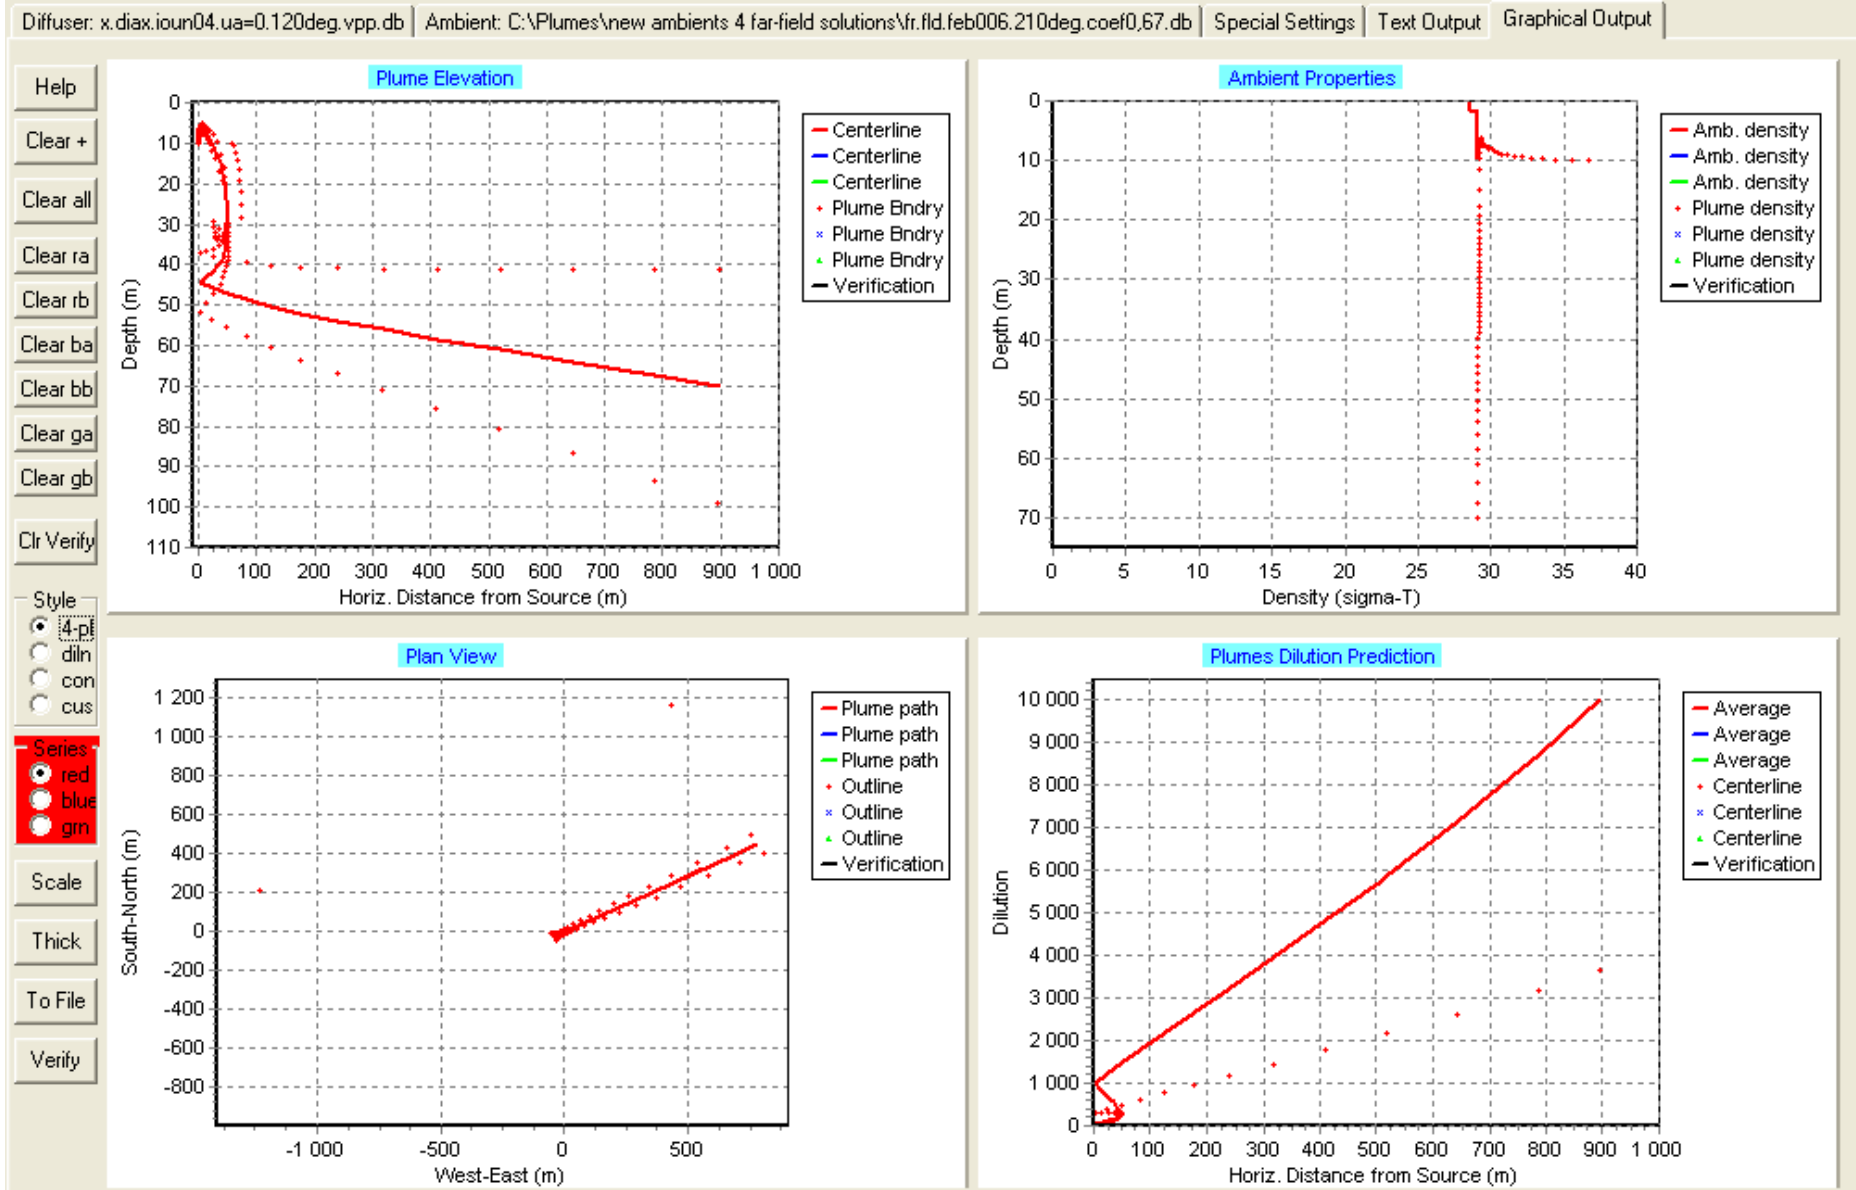 Diffuser: x.diax.ioun04.ua=0.120deg.vpp.db
Ambient: C:\Plumes\new ambients 4 far-field solutions\fr.fld.feb006.210deg.coef0,67.db
Special Settings
Text Output
Graphical Output
Help
Clear +
Clear all
Clear ra
Clear rb
Clear ba
Clear bb
Clear ga
Clear gb
Clr Verify
Style
4-pl
diln
con
cus
Series
red
blue
grn
Scale
Thick
To File
Verify
Plume Elevation
0
10
20
30
40
50
60
70
80
90
100
110
Depth (m)
0 100 200 300 400 500 600 700 800 900 1 000
Horiz. Distance from Source (m)
Centerline
Centerline
Centerline
Plume Bndry
Plume Bndry
Plume Bndry
Verification
Ambient Properties
0
10
20
30
40
50
60
70
Depth (m)
0 5 10 15 20 25 30 35 40
Density (sigma-T)
Amb. density
Amb. density
Amb. density
Plume density
Plume density
Plume density
Verification
Plan View
1 200
1 000
800
600
400
200
0
-200
-400
-600
-800
South-North (m)
-1 000 -500 0 500
West-East (m)
Plume path
Plume path
Plume path
Outline
Outline
Outline
Verification
Plumes Dilution Prediction
10 000
9 000
8 000
7 000
6 000
5 000
4 000
3 000
2 000
1 000
0
Dilution
0 100 200 300 400 500 600 700 800 900 1 000
Horiz. Distance from Source (m)
Average
Average
Average
Centerline
Centerline
Centerline
Verification